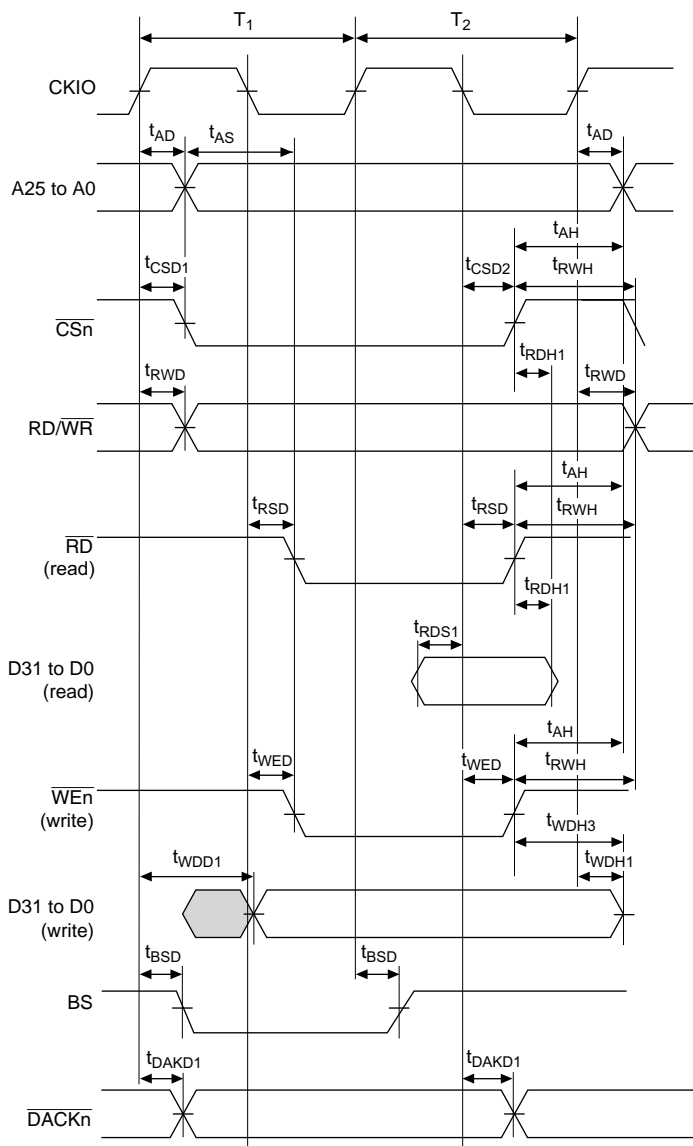 T1 T2
CKIO
tAD tAS tAD
A25 to A0
tAH
tCSD1 tCSD2 tRWH
CSn
tRDH1
tRWD tRWD
RD/WR
tAH
tRSD tRSD tRWH
RD
(read)
tRDH1
tRDS1
D31 to D0
(read)
tAH
tWED tWED tRWH
WEn
(write)
tWDH3
tWDD1 tWDH1
D31 to D0
(write)
tBSD tBSD
BS
tDAKD1 tDAKD1
DACKn